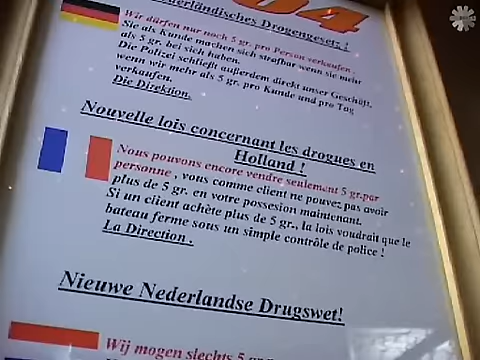 04
Niederländisches Drogengesetz !
Wir dürfen nur noch 5 gr. pro Person verkaufen .
Sie als Kunde machen sich strafbar wenn sie mehr
als 5 gr. bei sich haben.
Die Polizei schließt außerdem direkt unser Geschäft.
wenn wir mehr als 5 gr. pro Kunde und pro Tag
verkaufen.
Die Direktion.
Nouvelle lois concernant les drogues en
Holland !
Nous pouvons encore vendre seulement 5 gr.par
personne , vous comme client ne pouvez pas avoir
plus de 5 gr. en votre possesion maintenant.
Si un client achète plus de 5 gr., la lois voudrait que le
bateau ferme sous un simple contrôle de police !
La Direction .
Nieuwe Nederlandse Drugswet!
Wij mogen slechts 5 gr